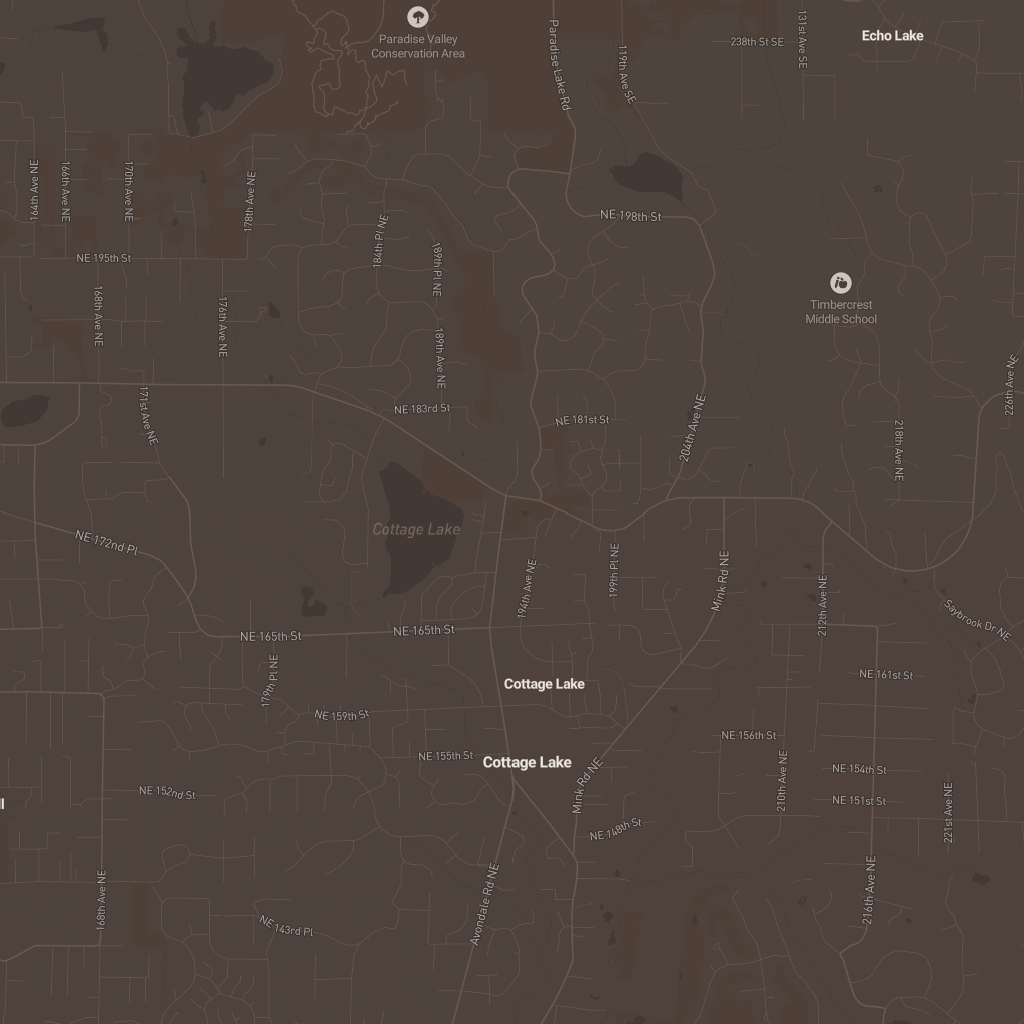 Paradise Valley
Conservation Area
Paradise Lake Rd
119th Ave SE
238th St SE
131st Ave SE
Echo Lake
164th Ave NE
166th Ave NE
170th Ave NE
178th Ave NE
NE 198th St
184th Pl NE
189th Pl NE
NE 195th St
Timbercrest
Middle School
168th Ave NE
176th Ave NE
189th Ave NE
226th Ave NE
171st Ave NE
NE 183rd St
NE 181st St
204th Ave NE
218th Ave NE
Cottage Lake
NE 172nd Pl
194th Ave NE
199th Pl NE
Mink Rd NE
212th Ave NE
Saybrook Dr NE
NE 165th St
NE 165th St
179th Pl NE
Cottage Lake
NE 161st St
NE 159th St
NE 156th St
NE 155th St
Cottage Lake
Mink Rd NE
210th Ave NE
NE 154th St
NE 152nd St
NE 151st St
221st Ave NE
NE 148th St
168th Ave NE
Avondale Rd NE
216th Ave NE
NE 143rd Pl